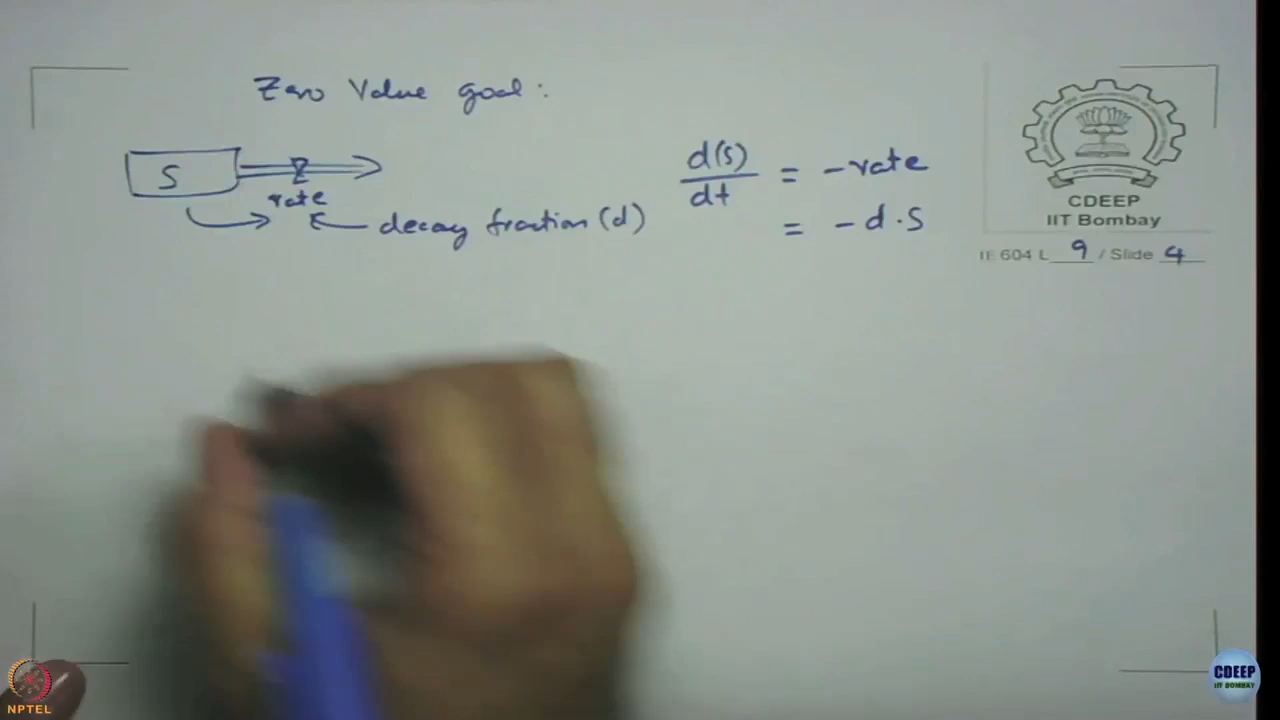 Zero Value goal:
S
rate
decay fraction (d)
d(s)/dt = -rate
= -d.S
CDEEP
IIT Bombay
IE 604 L 9 / Slide 4
NPTEL
CDEEP
IIT BOMBAY